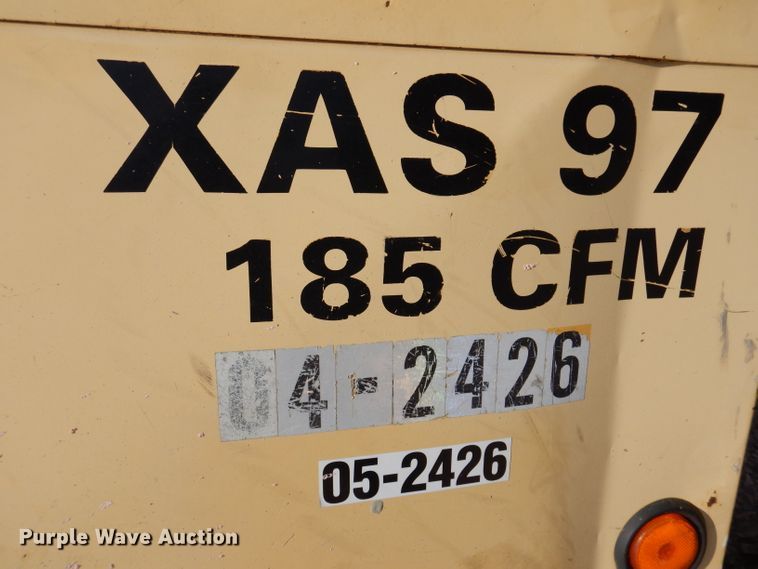 XAS 97
185 CFM
04-2426
05-2426
Purple Wave Auction